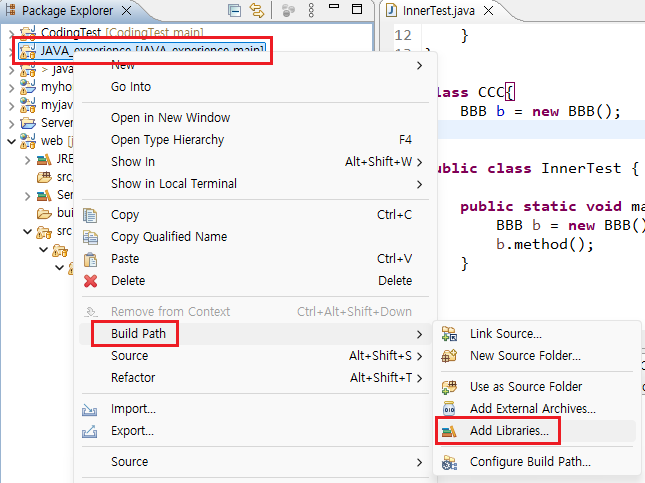 Package Explorer
CodingTest [CodingTest main]
JAVA_experience [JAVA-experience main]
> java
myho
myjav
Server
web [j
JRE
src/
Ser
bui
src
New
Go Into
Open in New Window
Open Type Hierarchy F4
Show In Alt+Shift+W >
Show in Local Terminal >
Copy Ctrl+C
Copy Qualified Name
Paste Ctrl+V
Delete Delete
Remove from Context Ctrl+Alt+Shift+Down
Build Path >
Source Alt+Shift+S >
Refactor Alt+Shift+T >
Import...
Export...
Source >
Link Source...
New Source Folder...
Use as Source Folder
Add External Archives...
Add Libraries...
Configure Build Path...
InnerTest.java
12 }
lass CCC{
BBB b = new BBB();
ublic class InnerTest {
public static void ma
BBB b = new BBB()
b.method();
}